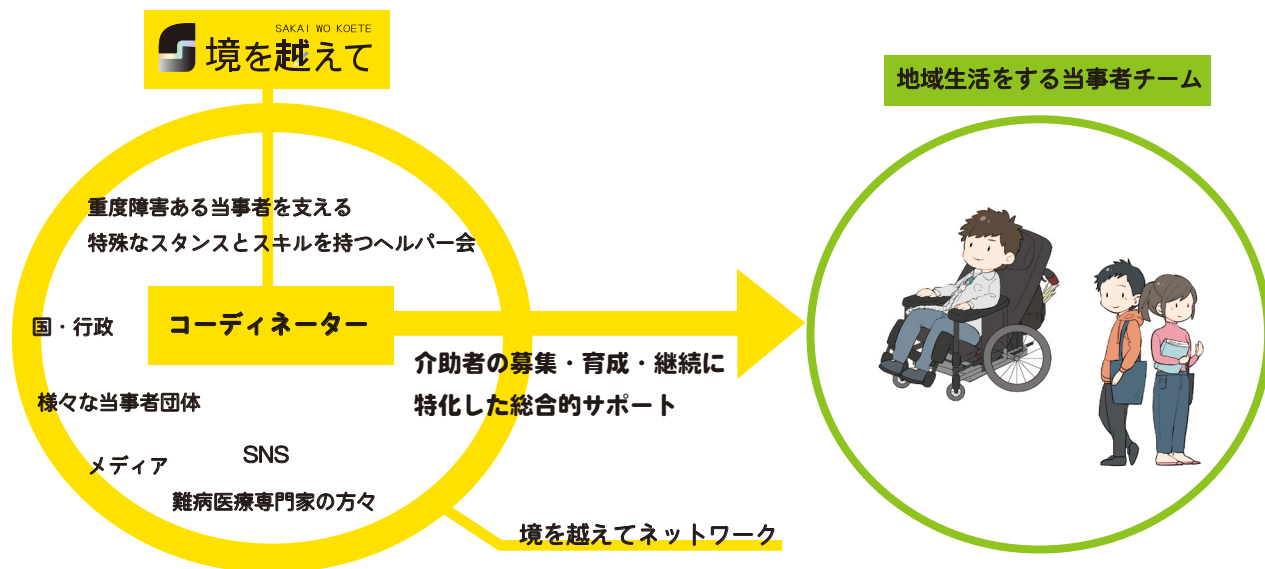 SAKAI WO KOETE
境を越えて
地域生活をする当事者チーム
重度障害ある当事者を支える
特殊なスタンスとスキルを持つヘルパー会
国・行政
コーディネーター
介助者の募集・育成・継続に
特化した総合的サポート
様々な当事者団体
メディア
SNS
難病医療専門家の方々
境を越えてネットワーク